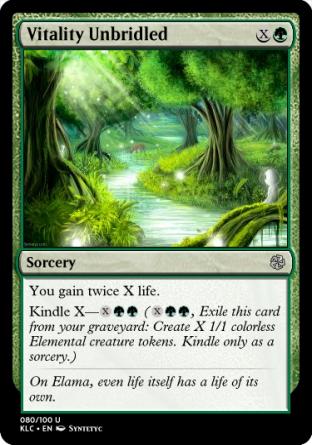 Vitality Unbridled X
Sorcery
You gain twice X life.
Kindle X—X (X, Exile this card
from your graveyard: Create X 1/1 colorless
Elemental creature tokens. Kindle only as a
sorcery.)
On Elama, even life itself has a life of its
own.
080/100 U
KLC • EN SYNTETYC